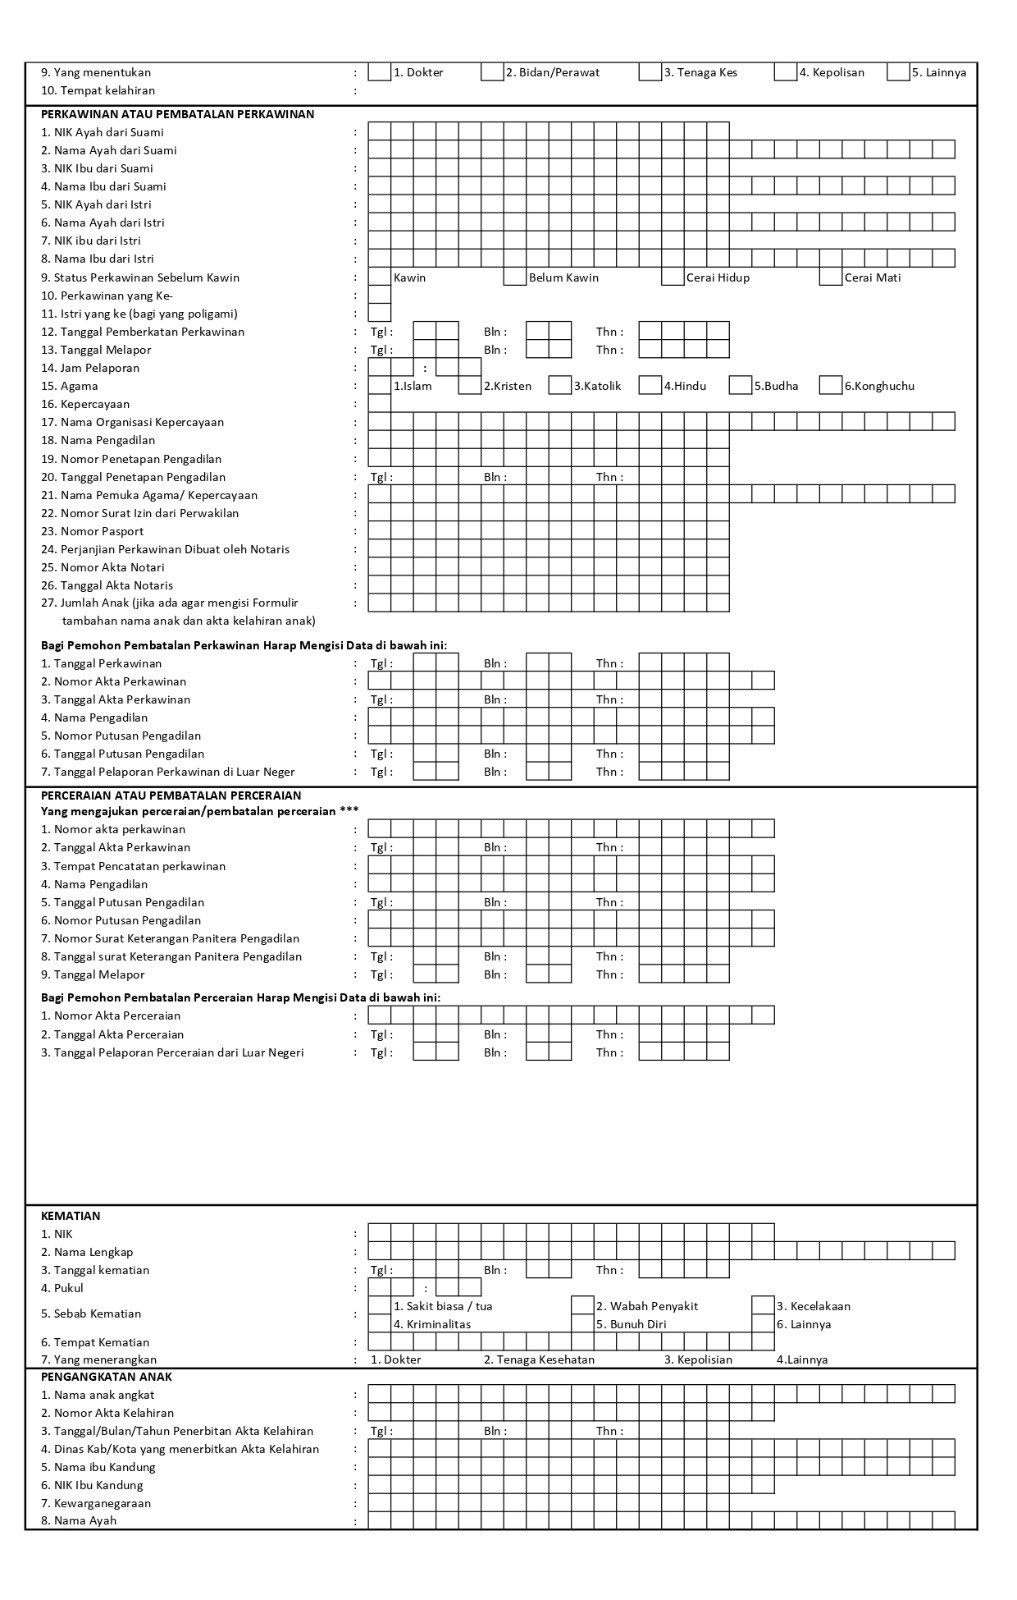 9. Yang menentukan : 1. Dokter 2. Bidan/Perawat 3. Tenaga Kes 4. Kepolisan 5. Lainnya
10. Tempat kelahiran :
PERKAWINAN ATAU PEMBATALAN PERKAWINAN
1. NIK Ayah dari Suami :
2. Nama Ayah dari Suami :
3. NIK Ibu dari Suami :
4. Nama Ibu dari Suami :
5. NIK Ayah dari Istri :
6. Nama Ayah dari Istri :
7. NIK ibu dari Istri :
8. Nama Ibu dari Istri :
9. Status Perkawinan Sebelum Kawin : Kawin Belum Kawin Cerai Hidup Cerai Mati
10. Perkawinan yang Ke- :
11. Istri yang ke (bagi yang poligami) :
12. Tanggal Pemberkatan Perkawinan : Tgl : Bln : Thn :
13. Tanggal Melapor : Tgl : Bln : Thn :
14. Jam Pelaporan : :
15. Agama : 1.Islam 2.Kristen 3.Katolik 4.Hindu 5.Budha 6.Konghuchu
16. Kepercayaan :
17. Nama Organisasi Kepercayaan :
18. Nama Pengadilan :
19. Nomor Penetapan Pengadilan :
20. Tanggal Penetapan Pengadilan : Tgl : Bln : Thn :
21. Nama Pemuka Agama/ Kepercayaan :
22. Nomor Surat Izin dari Perwakilan :
23. Nomor Pasport :
24. Perjanjian Perkawinan Dibuat oleh Notaris :
25. Nomor Akta Notari :
26. Tanggal Akta Notaris :
27. Jumlah Anak (jika ada agar mengisi Formulir :
tambahan nama anak dan akta kelahiran anak)
Bagi Pemohon Pembatalan Perkawinan Harap Mengisi Data di bawah ini:
1. Tanggal Perkawinan : Tgl : Bln : Thn :
2. Nomor Akta Perkawinan :
3. Tanggal Akta Perkawinan : Tgl : Bln : Thn :
4. Nama Pengadilan :
5. Nomor Putusan Pengadilan :
6. Tanggal Putusan Pengadilan : Tgl : Bln : Thn :
7. Tanggal Pelaporan Perkawinan di Luar Neger : Tgl : Bln : Thn :
PERCERAIAN ATAU PEMBATALAN PERCERAIAN
Yang mengajukan perceraian/pembatalan perceraian ***
1. Nomor akta perkawinan :
2. Tanggal Akta Perkawinan : Tgl : Bln : Thn :
3. Tempat Pencatatan perkawinan :
4. Nama Pengadilan :
5. Tanggal Putusan Pengadilan : Tgl : Bln : Thn :
6. Nomor Putusan Pengadilan :
7. Nomor Surat Keterangan Panitera Pengadilan :
8. Tanggal surat Keterangan Panitera Pengadilan : Tgl : Bln : Thn :
9. Tanggal Melapor : Tgl : Bln : Thn :
Bagi Pemohon Pembatalan Perceraian Harap Mengisi Data di bawah ini:
1. Nomor Akta Perceraian :
2. Tanggal Akta Perceraian : Tgl : Bln : Thn :
3. Tanggal Pelaporan Perceraian dari Luar Negeri : Tgl : Bln : Thn :
KEMATIAN
1. NIK :
2. Nama Lengkap :
3. Tanggal kematian : Tgl : Bln : Thn :
4. Pukul : :
5. Sebab Kematian : 1. Sakit biasa / tua 2. Wabah Penyakit 3. Kecelakaan
4. Kriminalitas 5. Bunuh Diri 6. Lainnya
6. Tempat Kematian :
7. Yang menerangkan : 1. Dokter 2. Tenaga Kesehatan 3. Kepolisian 4.Lainnya
PENGANGKATAN ANAK
1. Nama anak angkat :
2. Nomor Akta Kelahiran :
3. Tanggal/Bulan/Tahun Penerbitan Akta Kelahiran : Tgl : Bln : Thn :
4. Dinas Kab/Kota yang menerbitkan Akta Kelahiran :
5. Nama ibu Kandung :
6. NIK Ibu Kandung :
7. Kewarganegaraan :
8. Nama Ayah :